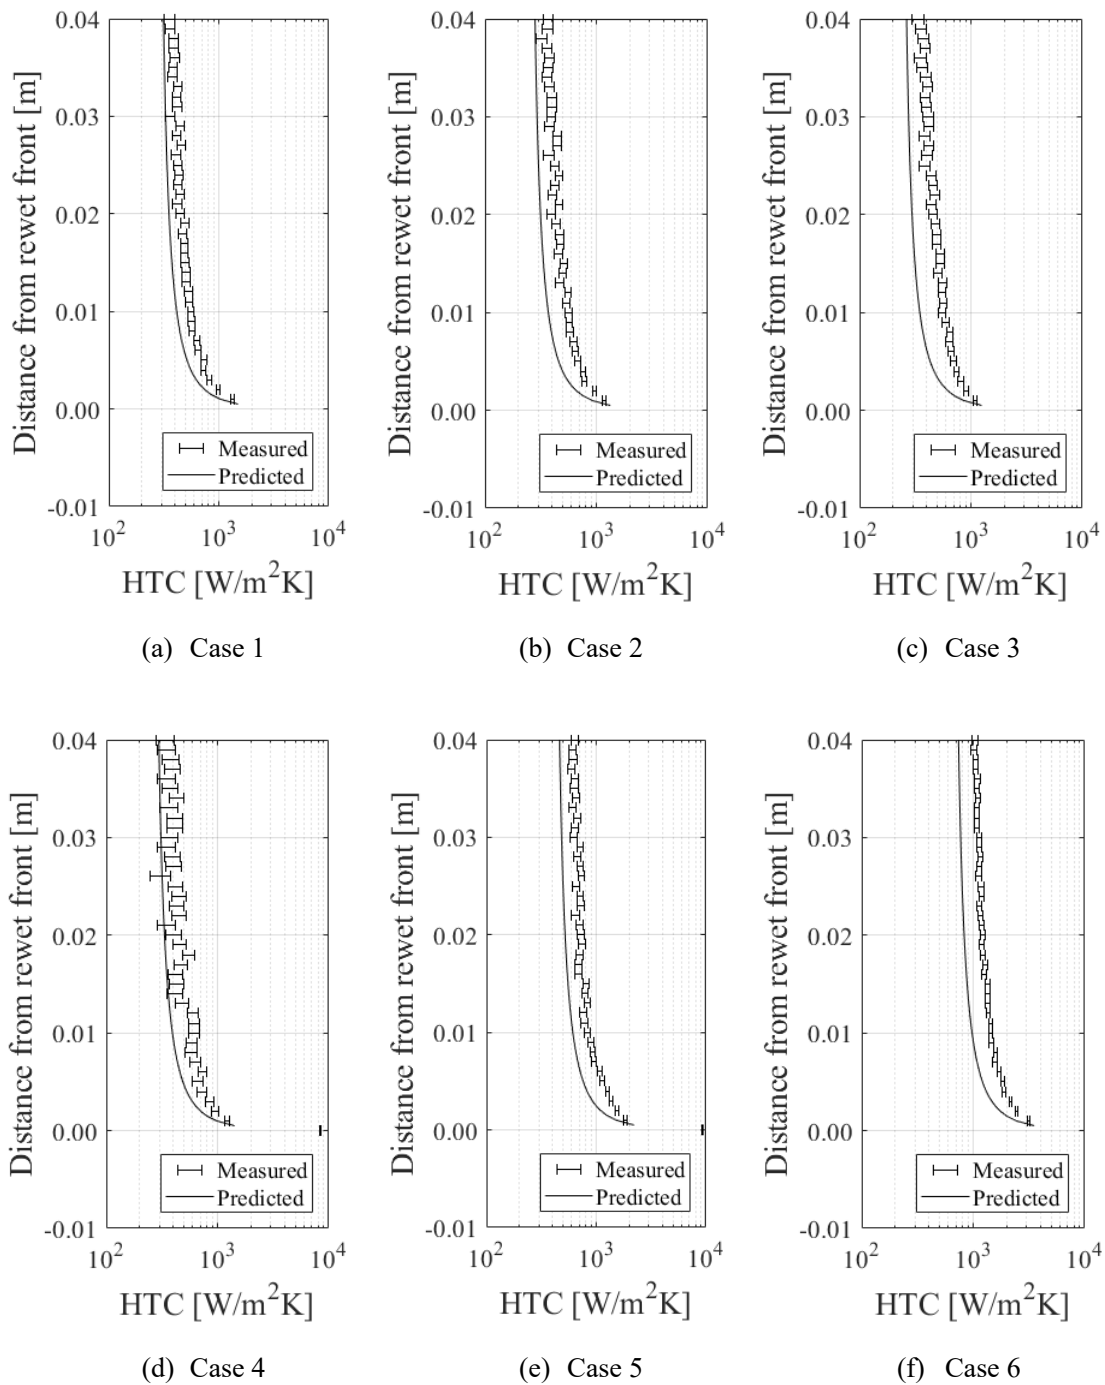 0.04
0.03
0.02
0.01
0.00
-0.01
Distance from rewet front [m]
Measured
Predicted
10² 10³ 10⁴
HTC [W/m²K]
(a) Case 1
0.04
0.03
0.02
0.01
0.00
-0.01
Distance from rewet front [m]
Measured
Predicted
10² 10³ 10⁴
HTC [W/m²K]
(b) Case 2
0.04
0.03
0.02
0.01
0.00
-0.01
Distance from rewet front [m]
Measured
Predicted
10² 10³ 10⁴
HTC [W/m²K]
(c) Case 3
0.04
0.03
0.02
0.01
0.00
-0.01
Distance from rewet front [m]
Measured
Predicted
10² 10³ 10⁴
HTC [W/m²K]
(d) Case 4
0.04
0.03
0.02
0.01
0.00
-0.01
Distance from rewet front [m]
Measured
Predicted
10² 10³ 10⁴
HTC [W/m²K]
(e) Case 5
0.04
0.03
0.02
0.01
0.00
-0.01
Distance from rewet front [m]
Measured
Predicted
10² 10³ 10⁴
HTC [W/m²K]
(f) Case 6